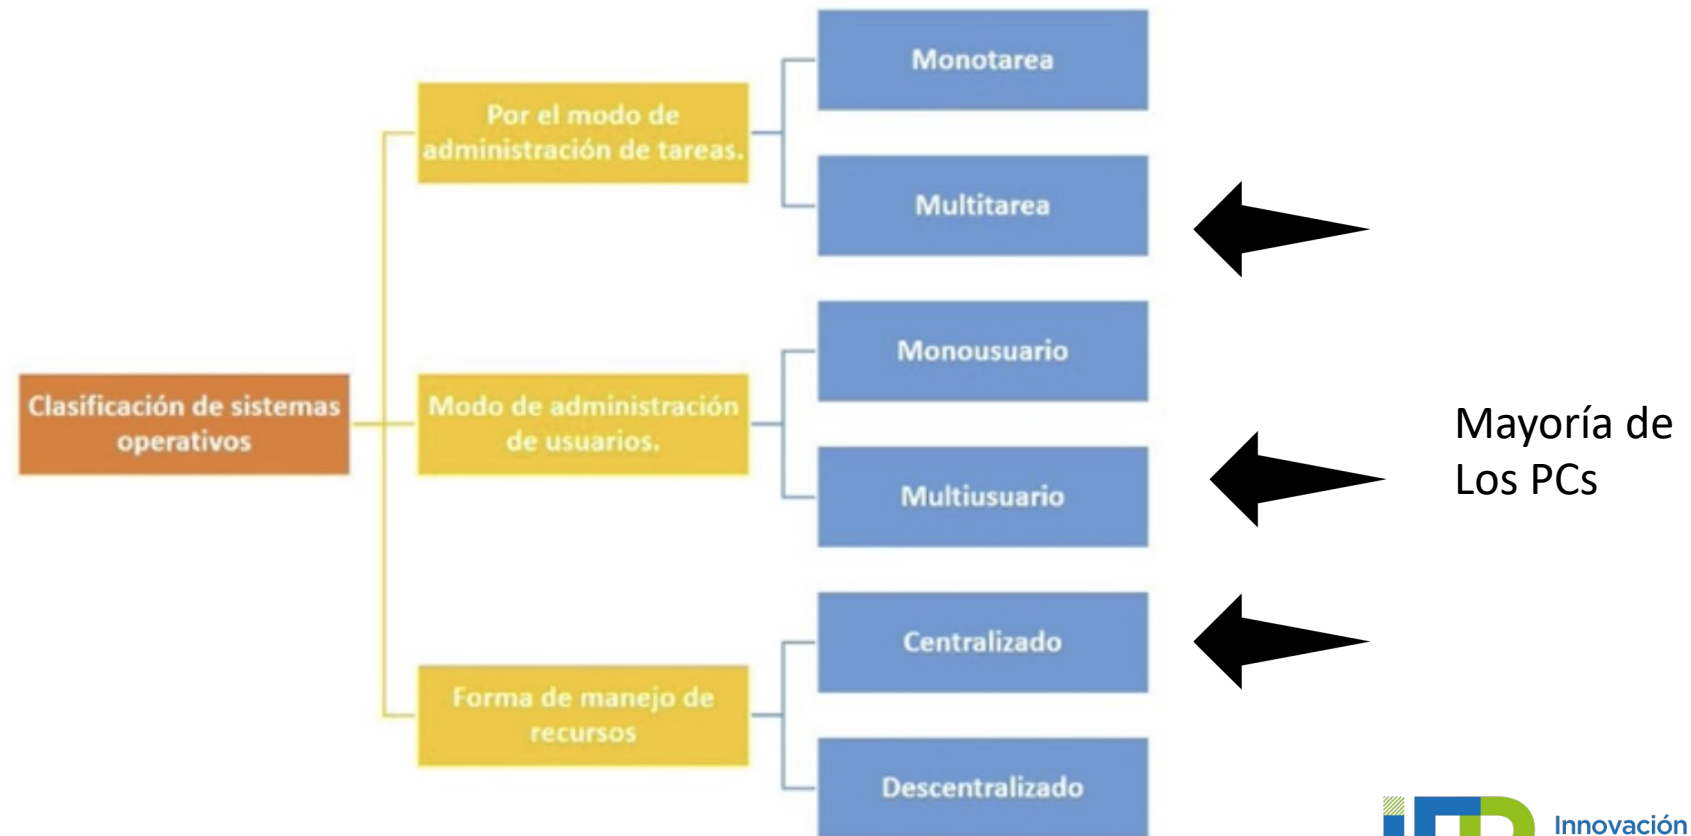 Monotarea
Por el modo de
administración de tareas.
Multitarea
Monousuario
Clasificación de sistemas
operativos
Modo de administración
de usuarios.
Multiusuario
Mayoría de
Los PCs
Centralizado
Forma de manejo de
recursos
Descentralizado
Innovación